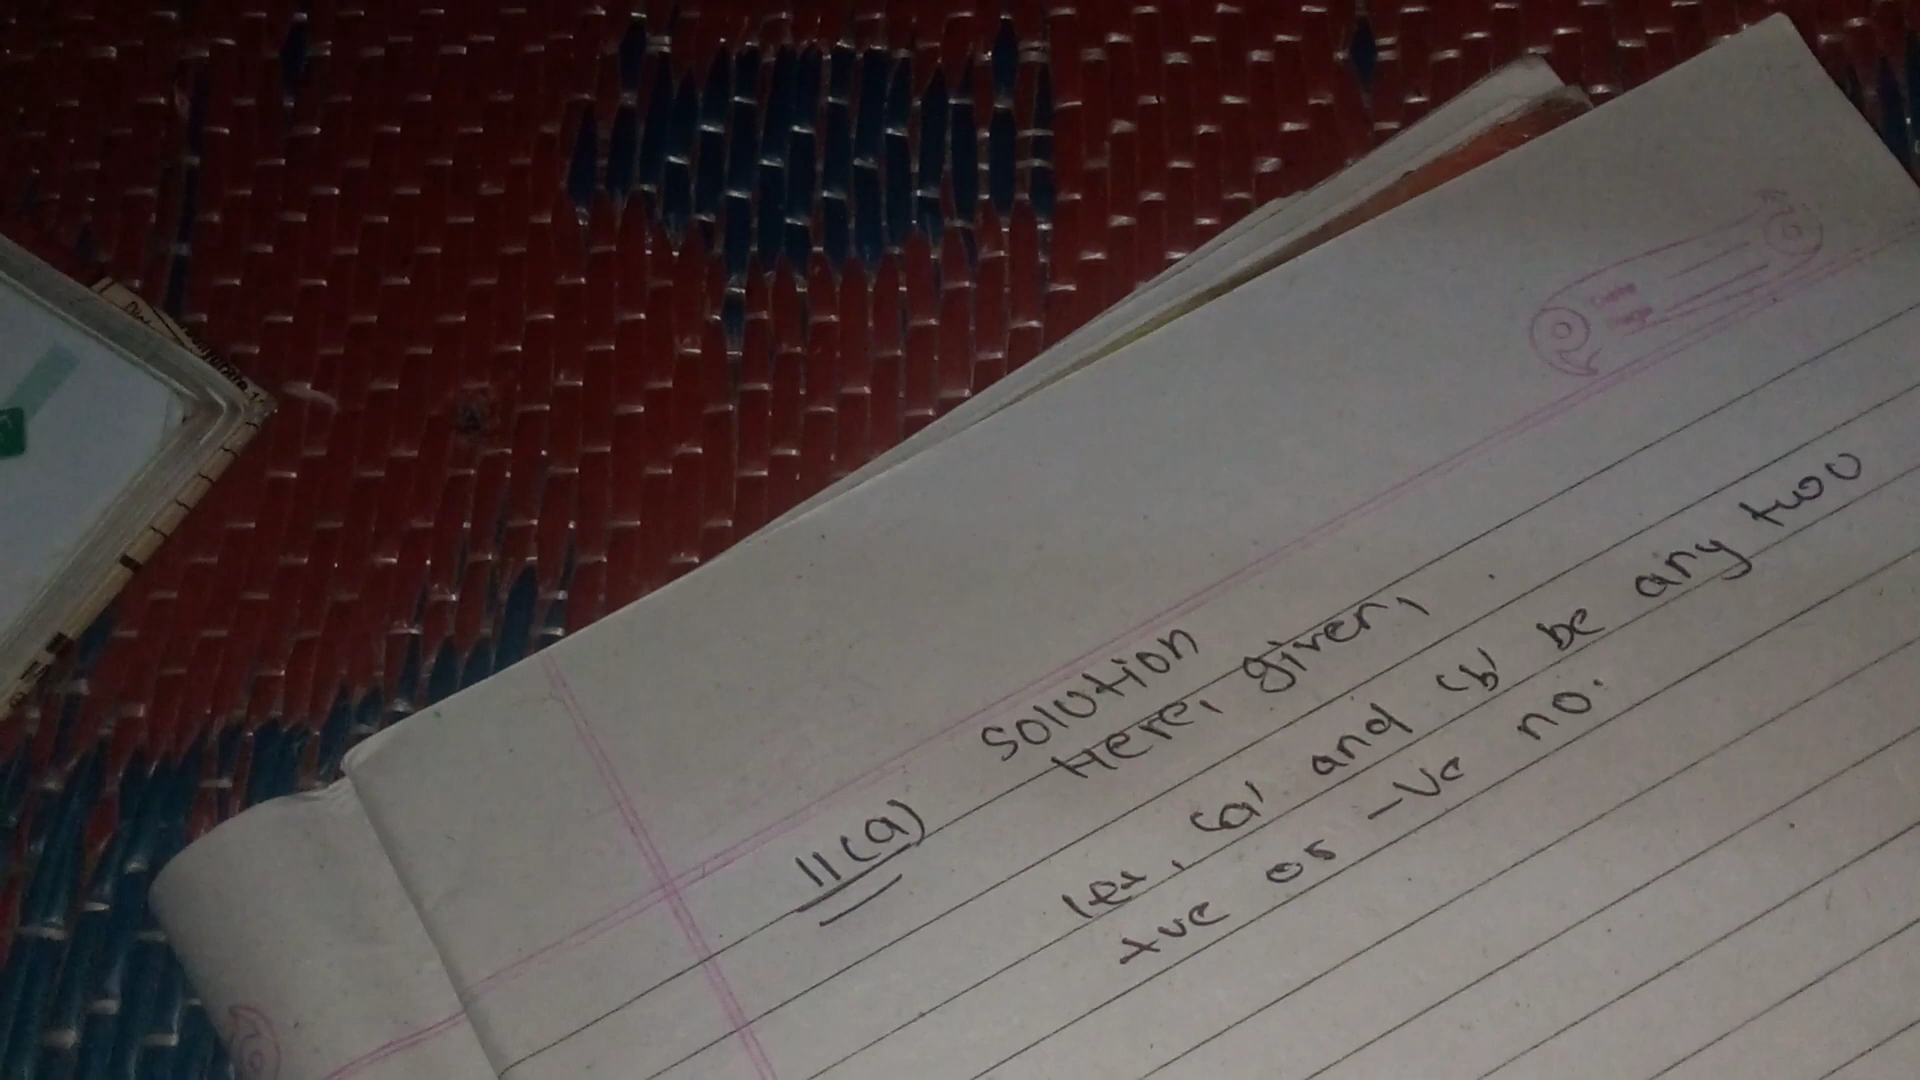 11(a) Solution
Here, given,
let, 'a' and 'b' be any two
+ve or -ve no.